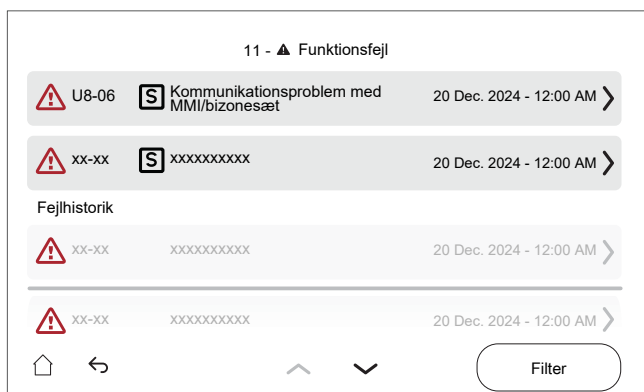 11 - Funktionsfejl
U8-06 S Kommunikationsproblem med MMI/bizonesæt 20 Dec. 2024 - 12:00 AM
xx-xx S xxxxxxxxxx 20 Dec. 2024 - 12:00 AM
Fejlhistorik
xx-xx xxxxxxxxxx 20 Dec. 2024 - 12:00 AM
xx-xx xxxxxxxxxx 20 Dec. 2024 - 12:00 AM
Filter